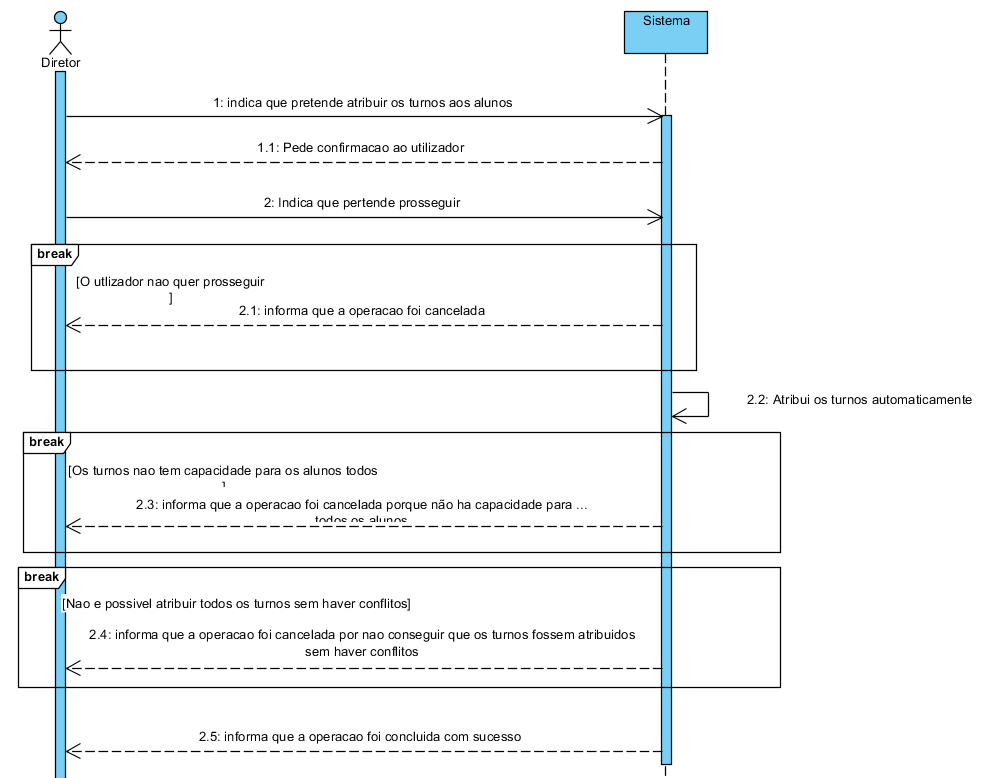 Sistema
Diretor
1: indica que pretende atribuir os turnos aos alunos
1.1: Pede confirmacao ao utilizador
2: Indica que pertende prosseguir
break
[O utlizador nao quer prosseguir
]
2.1: informa que a operacao foi cancelada
2.2: Atribui os turnos automaticamente
break
[Os turnos nao tem capacidade para os alunos todos
]
2.3: informa que a operacao foi cancelada porque não ha capacidade para ...
todos os alunos
break
[Nao e possivel atribuir todos os turnos sem haver conflitos]
2.4: informa que a operacao foi cancelada por nao conseguir que os turnos fossem atribuidos
sem haver conflitos
2.5: informa que a operacao foi concluida com sucesso